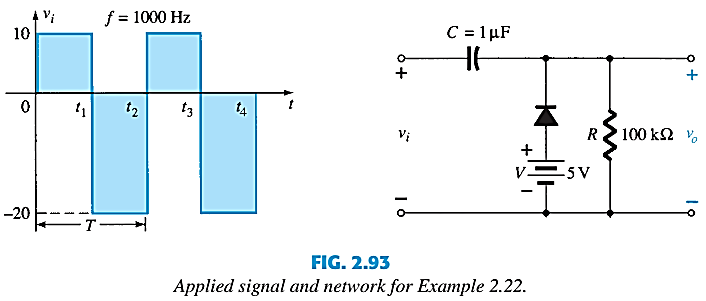 v_i
f = 1000 Hz
10
0
t_1
t_2
t_3
t_4
t
–20
T
C = 1 μF
+
+
v_i
R
100 kΩ
v_o
+
V
5 V
–
–
–
FIG. 2.93
Applied signal and network for Example 2.22.